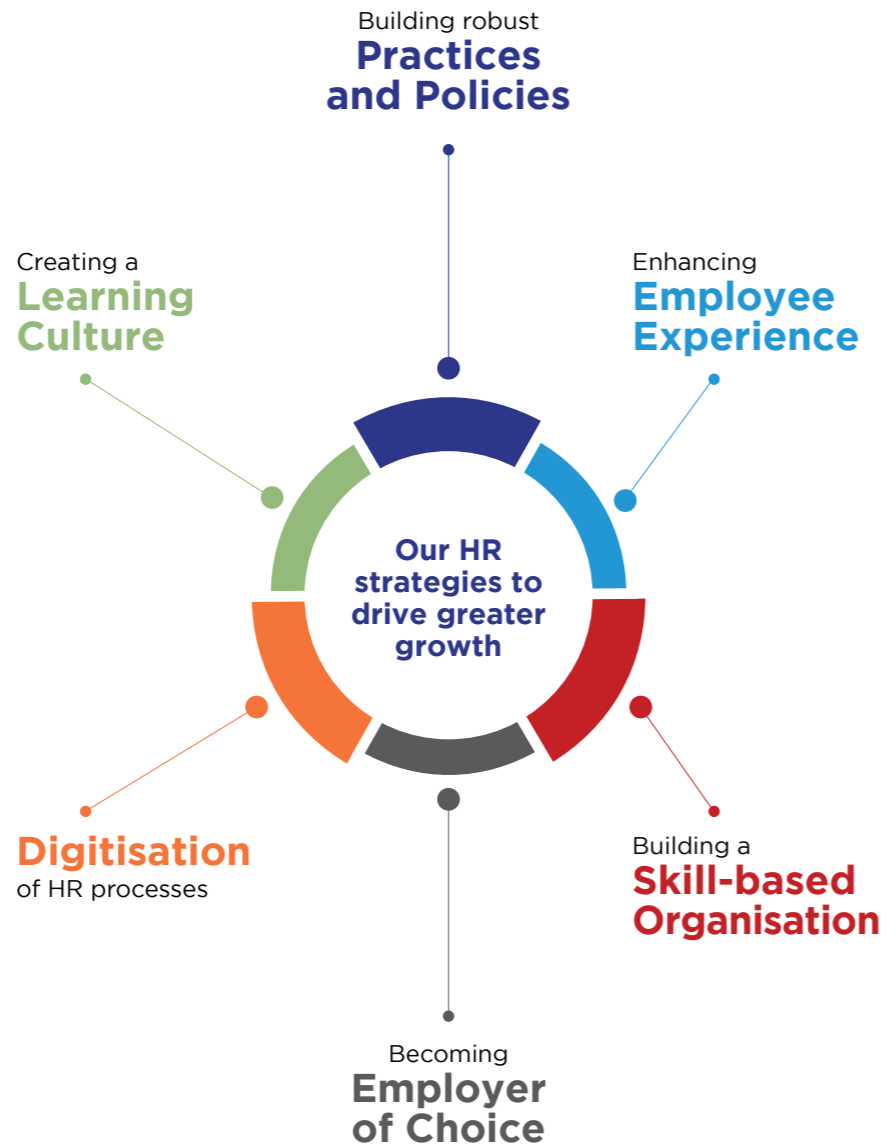 Building robust
Practices
and Policies
Creating a
Learning
Culture
Enhancing
Employee
Experience
Our HR
strategies to
drive greater
growth
Digitisation
of HR processes
Building a
Skill-based
Organisation
Becoming
Employer
of Choice